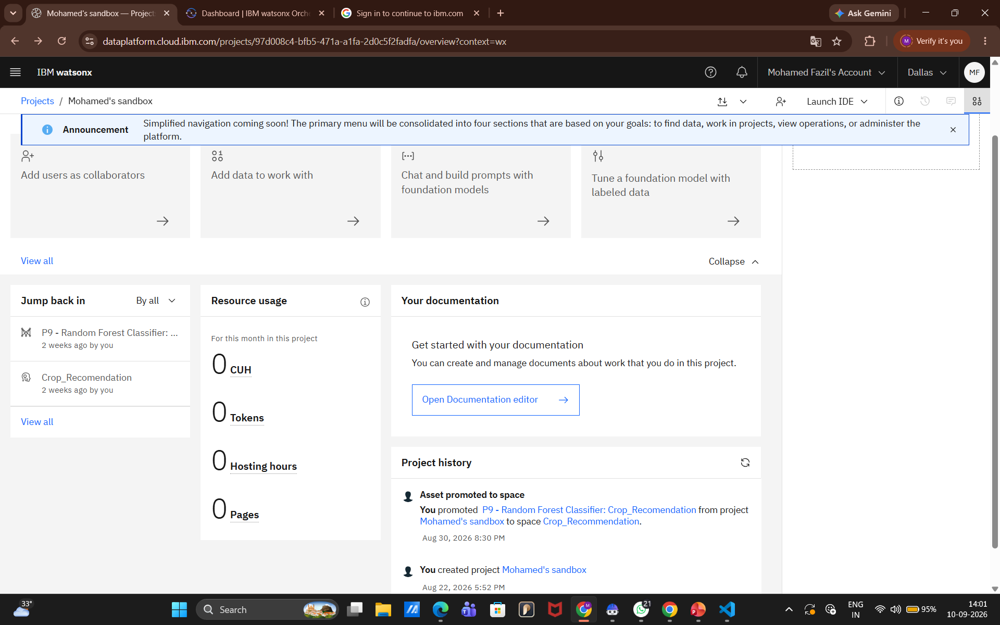 Mohamed's sandbox — Project
Dashboard | IBM watsonx Orche
Sign in to continue to ibm.com
Ask Gemini
dataplatform.cloud.ibm.com/projects/97d008c4-bfb5-471a-a1fa-2d0c5f2fadfa/overview?context=wx
M
Verify it's you
IBM watsonx
Mohamed Fazil's Account
Dallas
MF
Projects / Mohamed's sandbox
Launch IDE
Announcement
Simplified navigation coming soon! The primary menu will be consolidated into four sections that are based on your goals: to find data, work in projects, view operations, or administer the
platform.
Add users as collaborators
Add data to work with
Chat and build prompts with
foundation models
Tune a foundation model with
labeled data
View all
Collapse
Jump back in
By all
P9 - Random Forest Classifier: ...
2 weeks ago by you
Crop_Recomendation
2 weeks ago by you
View all
Resource usage
For this month in this project
0 CUH
0 Tokens
0 Hosting hours
0 Pages
Your documentation
Get started with your documentation
You can create and manage documents about work that you do in this project.
Open Documentation editor
Project history
Asset promoted to space
You promoted P9 - Random Forest Classifier: Crop_Recomendation from project
Mohamed's sandbox to space Crop_Recommendation.
Aug 30, 2026 8:30 PM
You created project Mohamed's sandbox
Aug 22, 2026 5:52 PM
33°
Search
21
ENG
IN
95%
14:01
10-09-2026